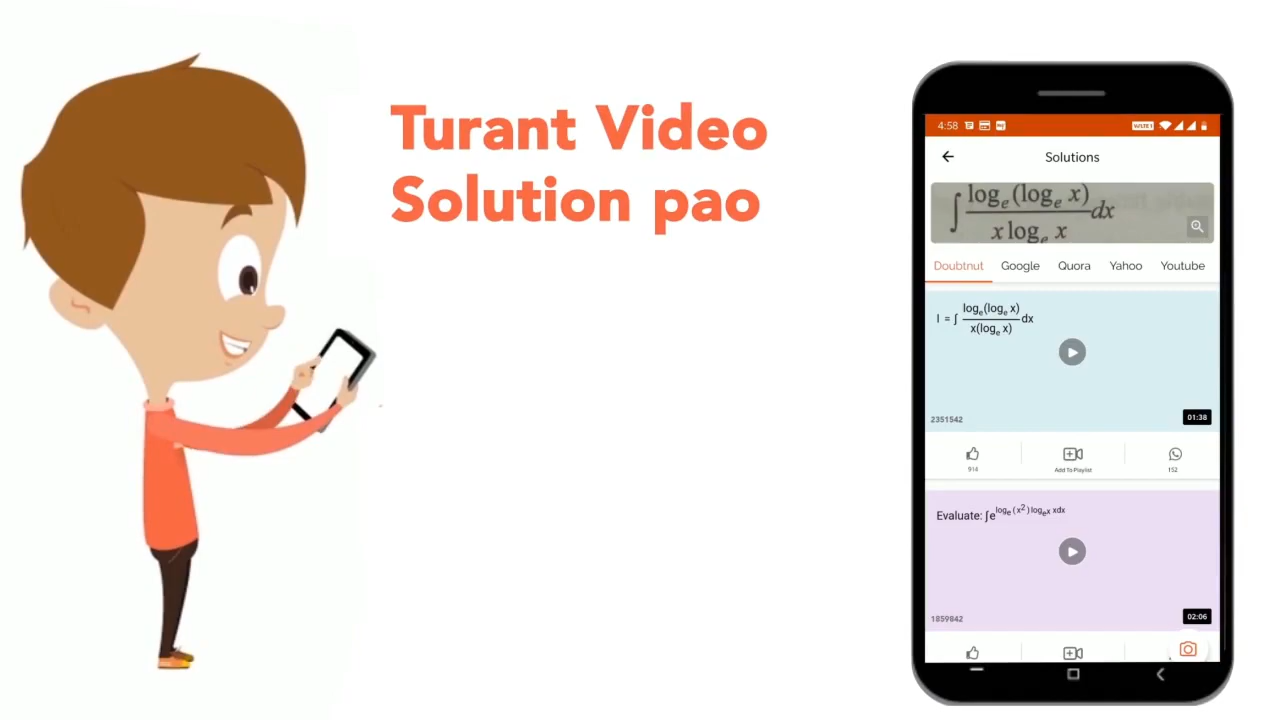 Turant Video
Solution pao
4:58
VoLTE1
Solutions
∫ logₑ(logₑ x) / x logₑ x dx
Doubtnut Google Quora Yahoo Youtube
I = ∫ logₑ(logₑ x) / x(logₑ x) dx
2351542 01:38
914 Add To Playlist 152
Evaluate: ∫e^logₑ(x²)logₑx xdx
1859842 02:06